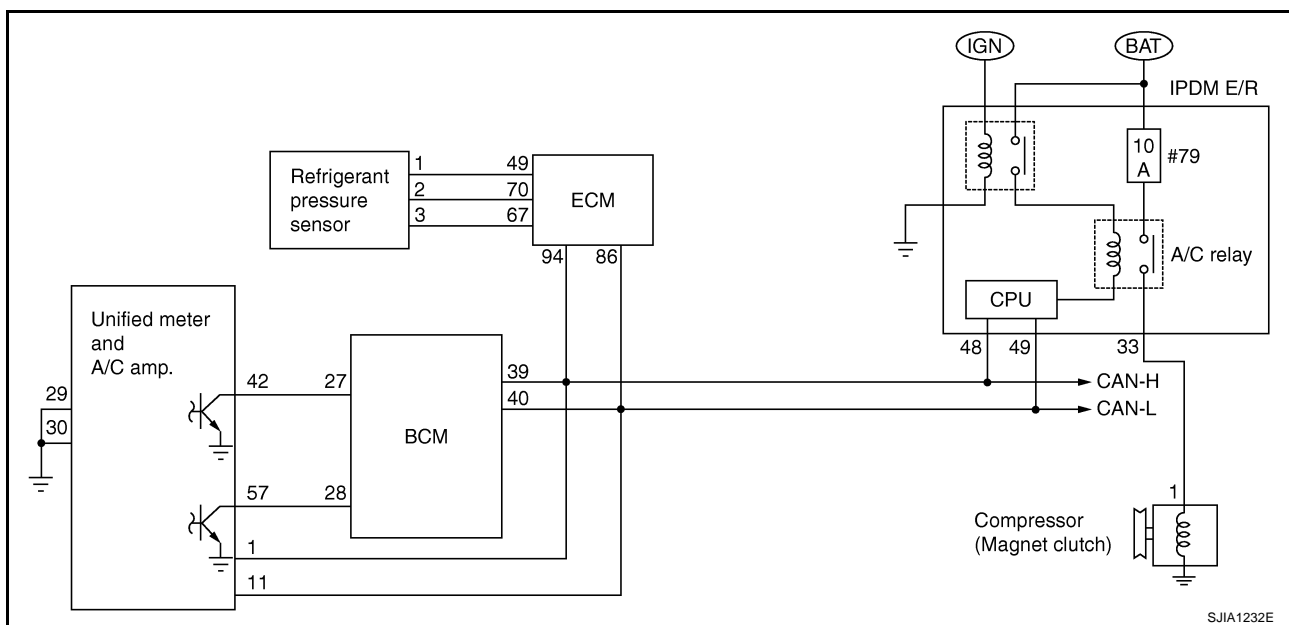 IGN
BAT
IPDM E/R
10
A
#79
A/C relay
CPU
48
49
33
Refrigerant
pressure
sensor
1
2
3
49
70
67
ECM
94
86
Unified meter
and
A/C amp.
29
30
42
27
57
28
1
11
BCM
39
40
CAN-H
CAN-L
1
Compressor
(Magnet clutch)
SJIA1232E